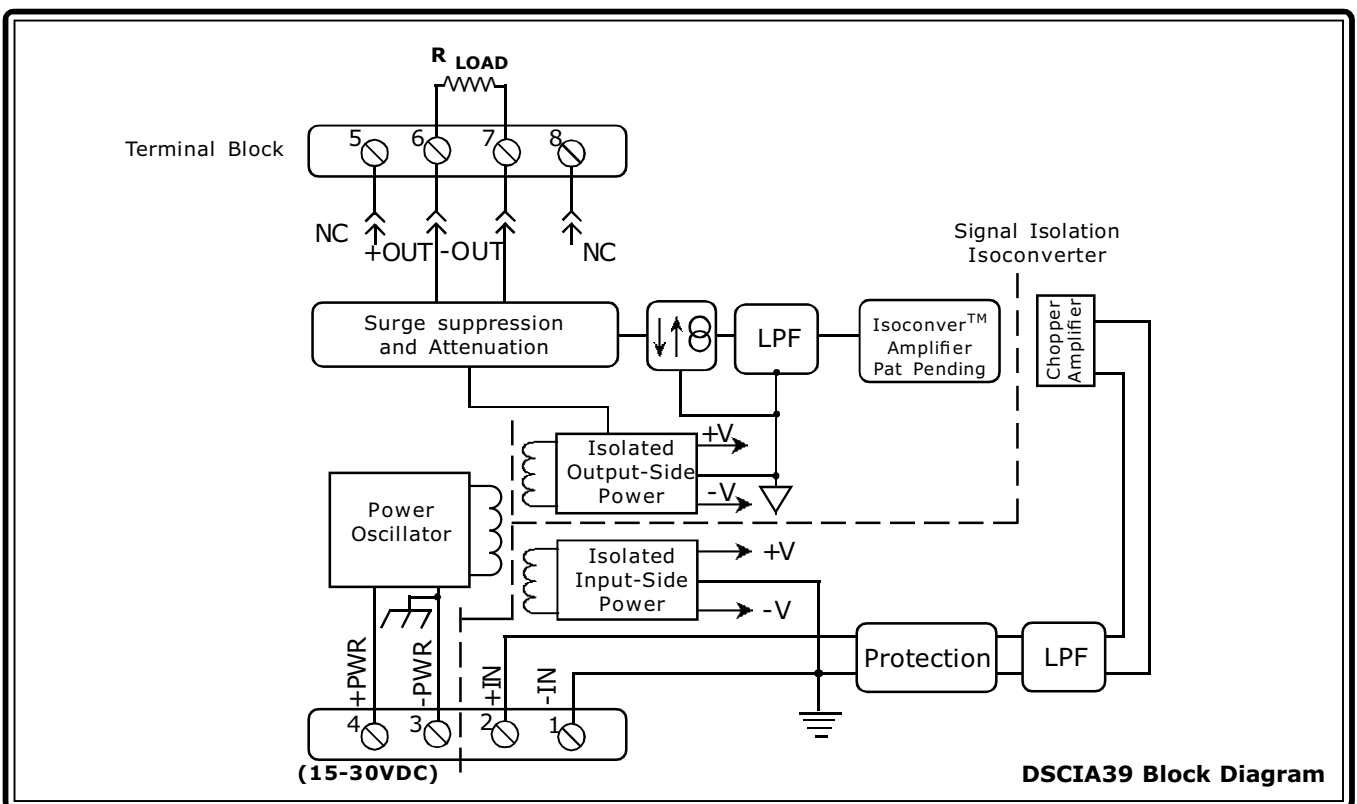 R LOAD
Terminal Block
5 6 7 8
NC
+OUT -OUT
NC
Signal Isolation
Isoconverter
Surge suppression
and Attenuation
LPF
Isoconver™
Amplifier
Pat Pending
Chopper
Amplifier
+V
Isolated
Output-Side
Power
-V
Power
Oscillator
+V
Isolated
Input-Side
Power
-V
+PWR
-PWR
+IN
-IN
Protection
LPF
4 3 2 1
(15-30VDC)
DSCIA39 Block Diagram